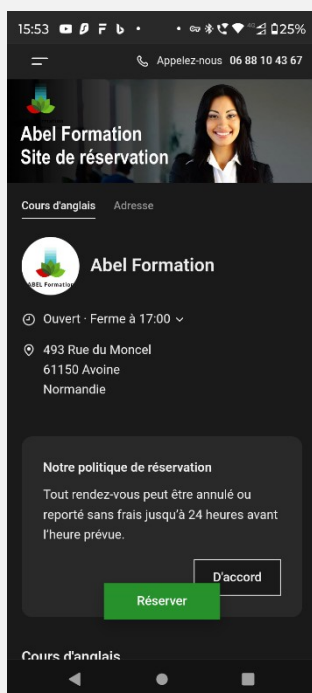 15:53
25%
Appelez-nous 06 88 10 43 67
Abel Formation
Site de réservation
Cours d'anglais Adresse
ABEL Formation
Abel Formation
Ouvert · Ferme à 17:00
493 Rue du Moncel
61150 Avoine
Normandie
Notre politique de réservation
Tout rendez-vous peut être annulé ou
reporté sans frais jusqu'à 24 heures avant
l'heure prévue.
D'accord
Réserver
Cours d'anglais